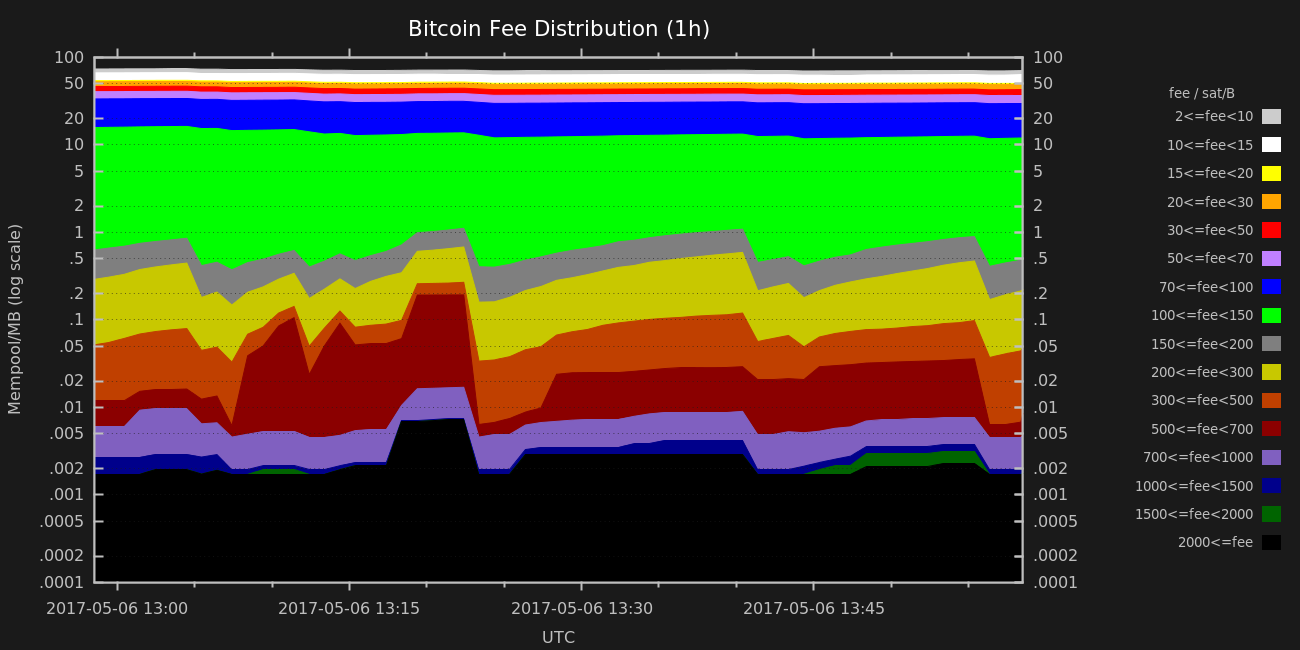 Bitcoin Fee Distribution (1h)
Mempool/MB (log scale)
100
50
20
10
5
2
1
.5
.2
.1
.05
.02
.01
.005
.002
.001
.0005
.0002
.0001
100
50
20
10
5
2
1
.5
.2
.1
.05
.02
.01
.005
.002
.001
.0005
.0002
.0001
2017-05-06 13:00
2017-05-06 13:15
2017-05-06 13:30
2017-05-06 13:45
UTC
fee / sat/B
2<=fee<10
10<=fee<15
15<=fee<20
20<=fee<30
30<=fee<50
50<=fee<70
70<=fee<100
100<=fee<150
150<=fee<200
200<=fee<300
300<=fee<500
500<=fee<700
700<=fee<1000
1000<=fee<1500
1500<=fee<2000
2000<=fee